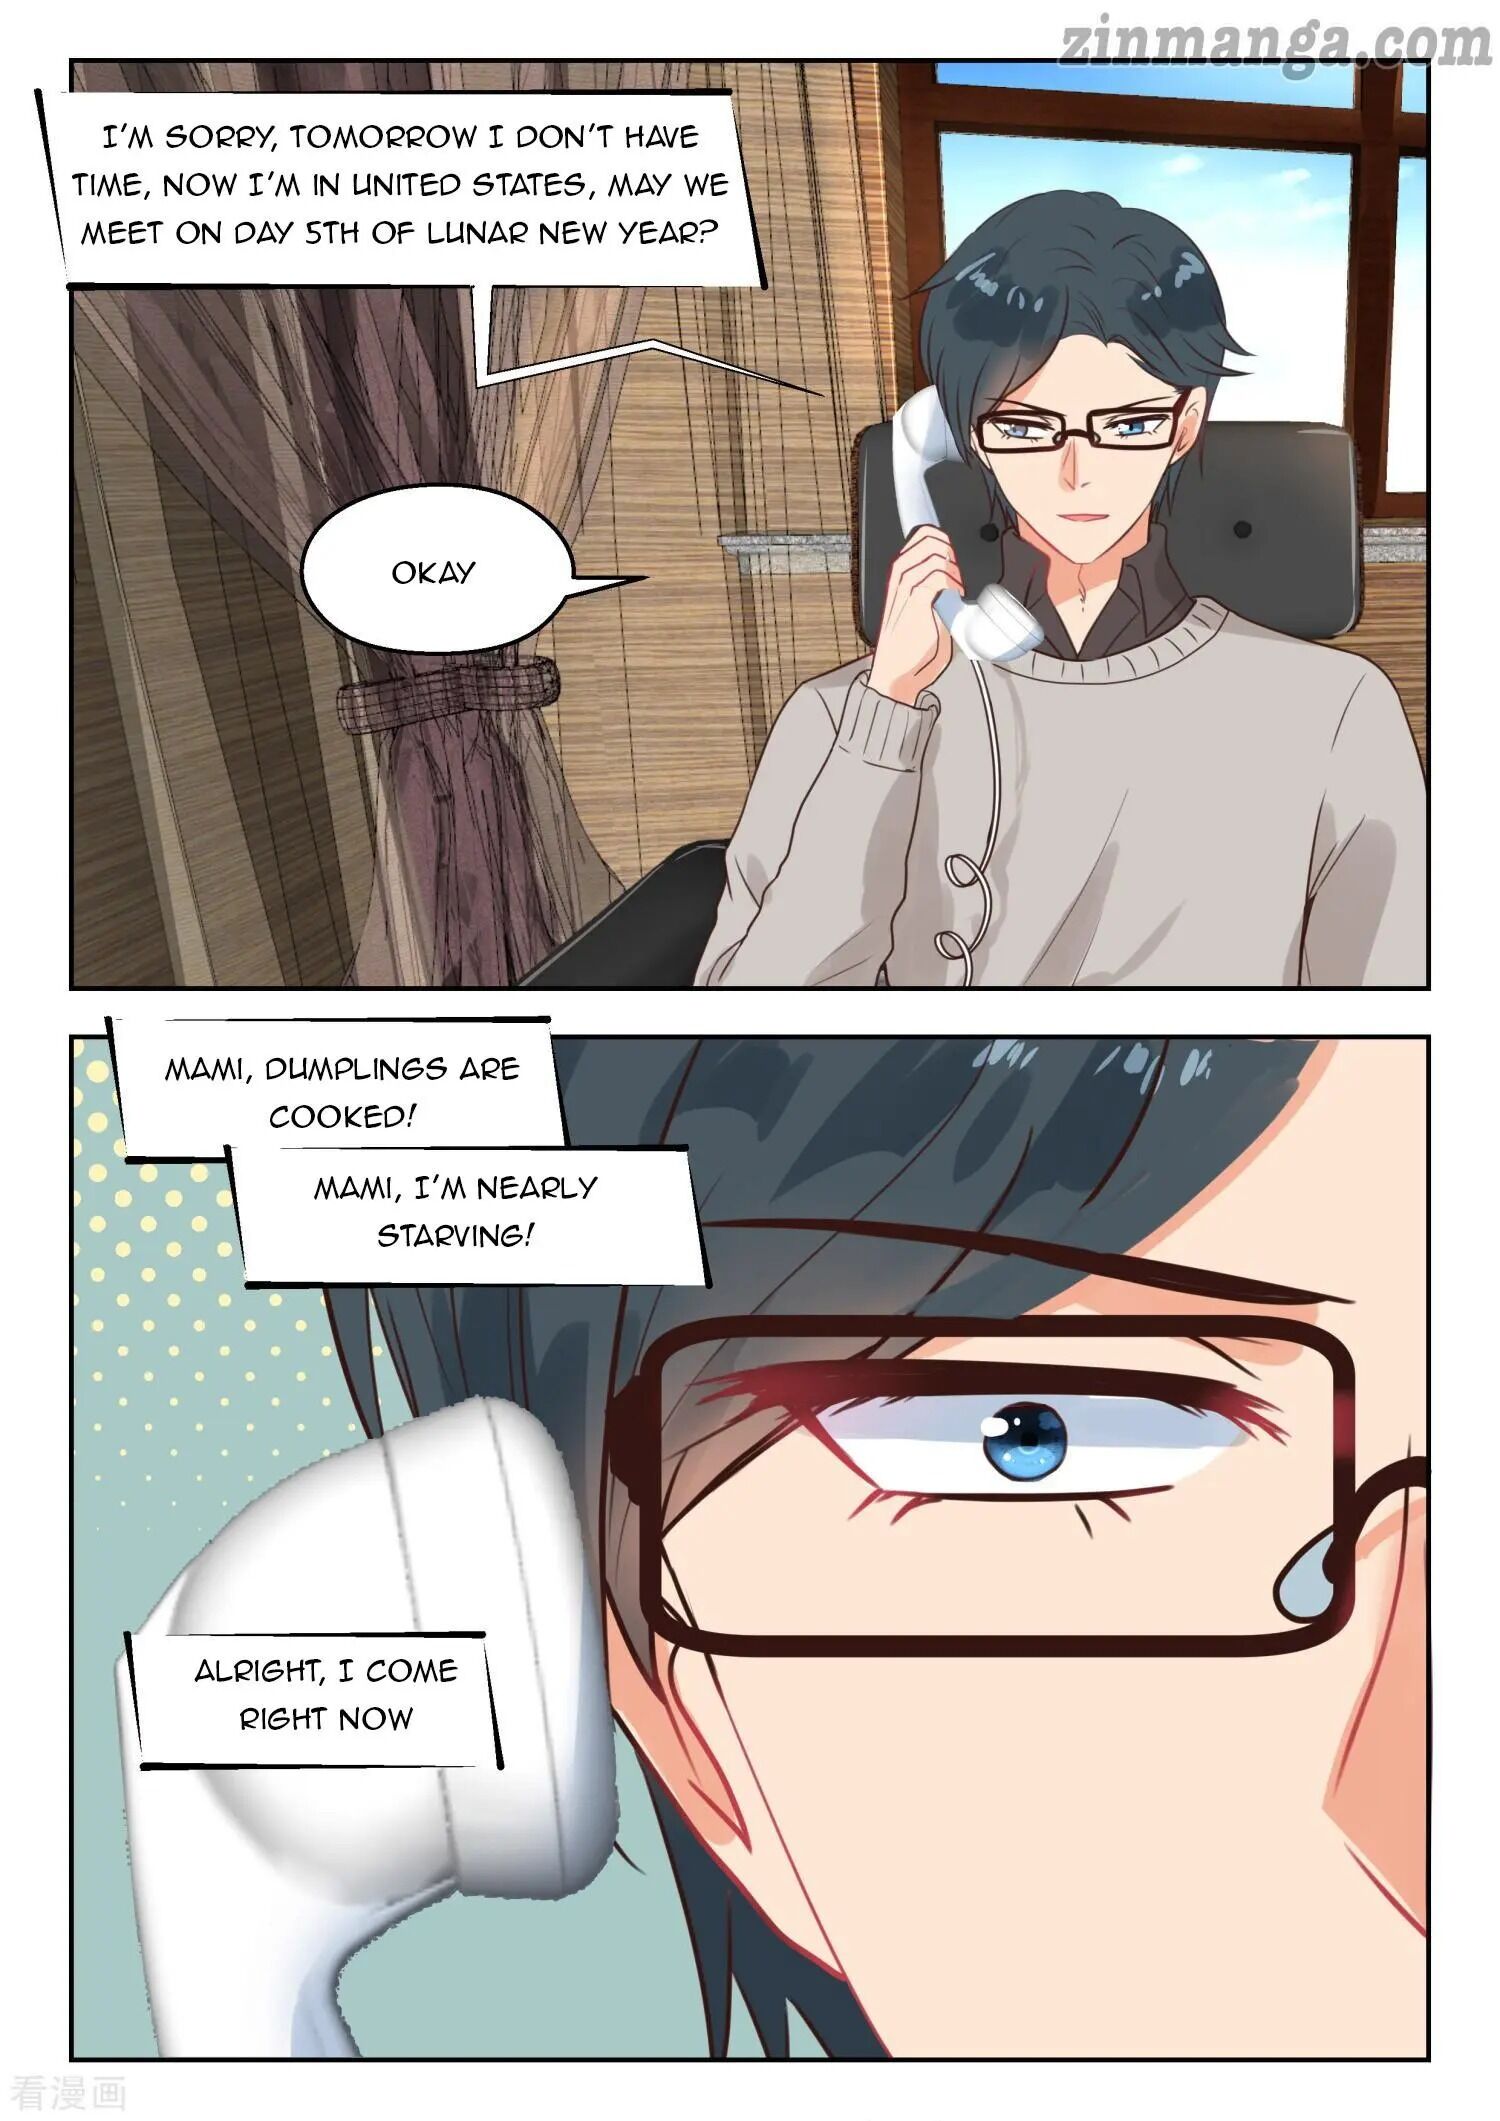 zinmanga.com
I'M SORRY, TOMORROW I DON'T HAVE
TIME, NOW I'M IN UNITED STATES, MAY WE
MEET ON DAY 5TH OF LUNAR NEW YEAR?
OKAY
MAMI, DUMPLINGS ARE
COOKED!
MAMI, I'M NEARLY
STARVING!
ALRIGHT, I COME
RIGHT NOW
看漫画